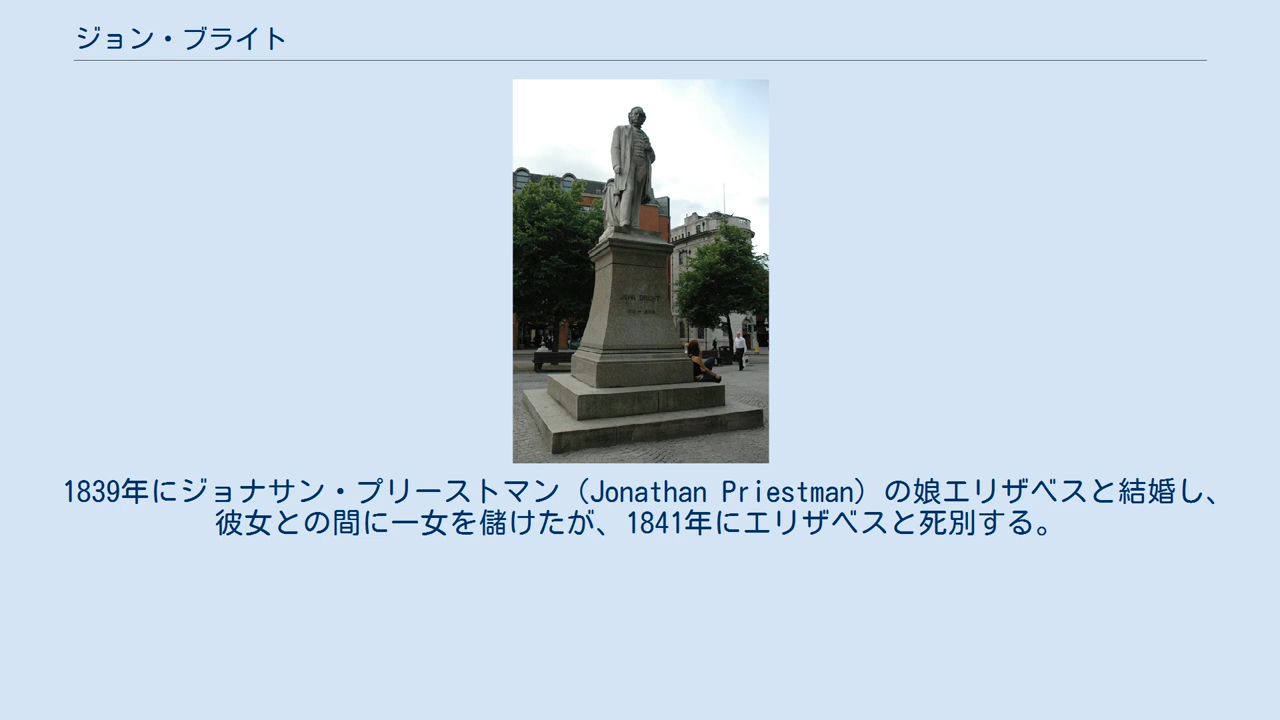 ジョン・ブライト
JOHN BRIGHT
1839年にジョナサン・プリーストマン（Jonathan Priestman）の娘エリザベスと結婚し、
彼女との間に一女を儲けたが、1841年にエリザベスと死別する。